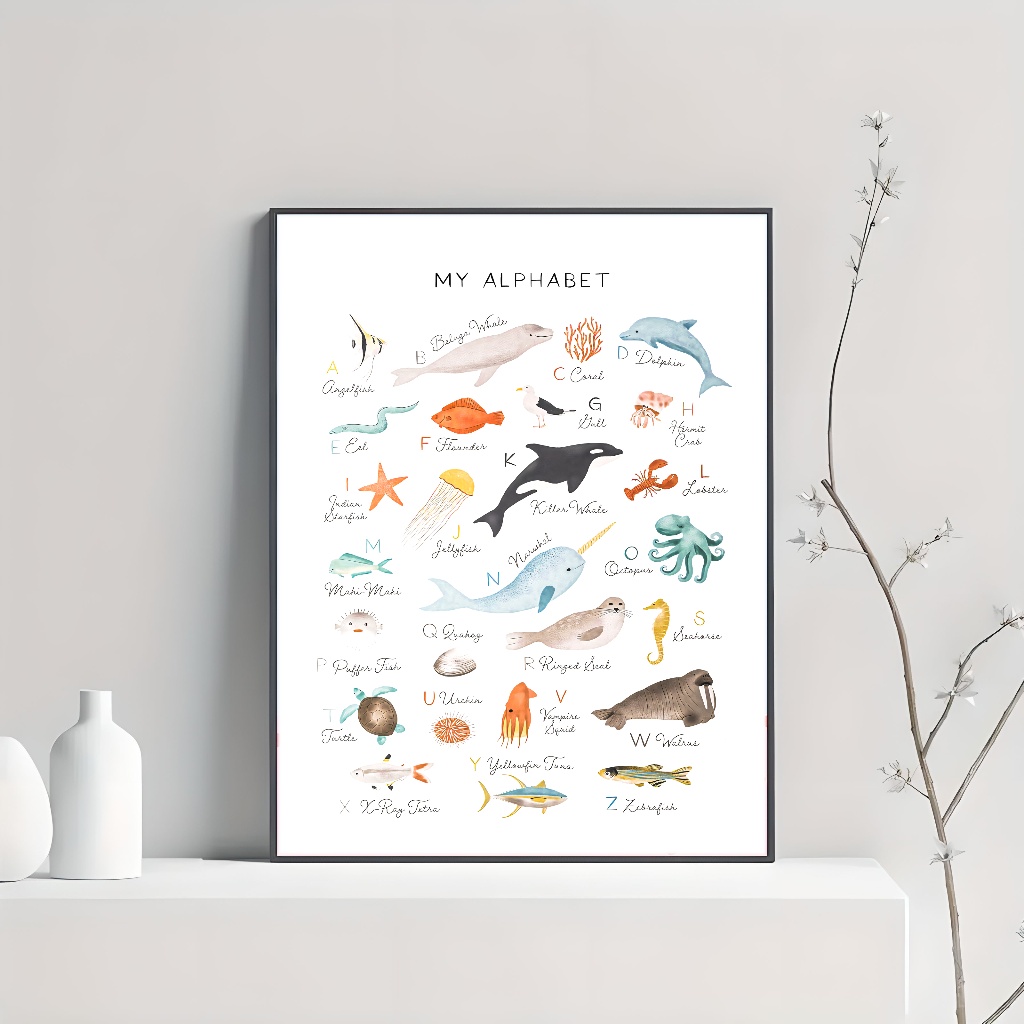 MY ALPHABET
A
Angelfish
B Beluga Whale
C Coral
D Dolphin
E Eel
F Flounder
G
Gull
H
Hermit
Crab
I
Indian
Starfish
J
Jellyfish
K
Killer Whale
L
Lobster
M
Mahi-Mahi
N Narwhal
O
Octopus
P Puffer Fish
Q Quahog
R Ringed Seal
S
Seahorse
T
Turtle
U Urchin
V
Vampire
Squid
W Walrus
X X-Ray Tetra
Y Yellowfin Tuna
Z Zebrafish